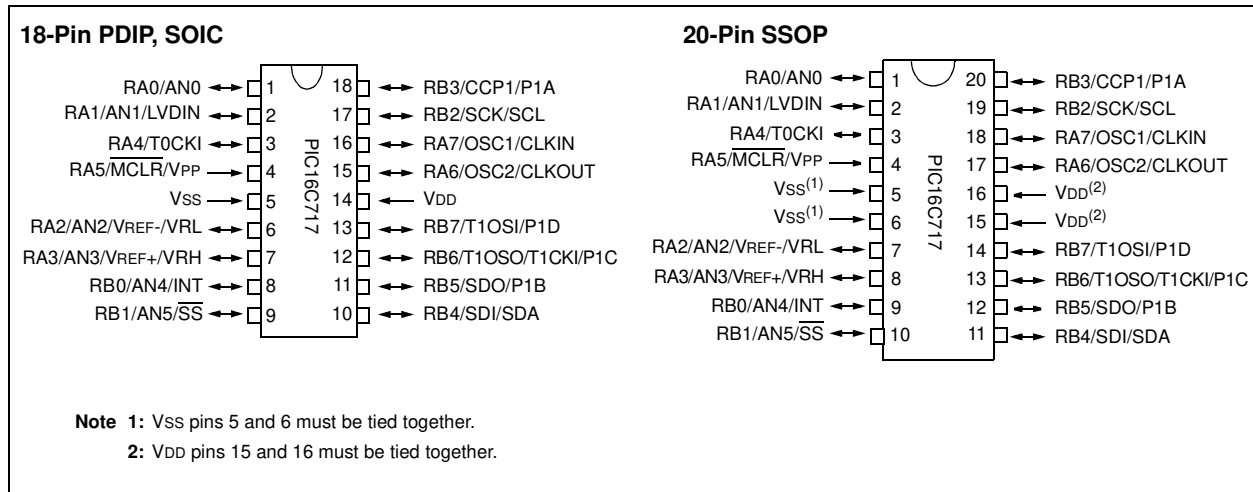 18-Pin PDIP, SOIC
RA0/AN0 1 18 RB3/CCP1/P1A
RA1/AN1/LVDIN 2 17 RB2/SCK/SCL
RA4/T0CKI 3 16 RA7/OSC1/CLKIN
RA5/MCLR/VPP 4 15 RA6/OSC2/CLKOUT
VSS 5 14 VDD
RA2/AN2/VREF-/VRL 6 13 RB7/T1OSI/P1D
RA3/AN3/VREF+/VRH 7 12 RB6/T1OSO/T1CKI/P1C
RB0/AN4/INT 8 11 RB5/SDO/P1B
RB1/AN5/SS 9 10 RB4/SDI/SDA
PIC16C717
20-Pin SSOP
RA0/AN0 1 20 RB3/CCP1/P1A
RA1/AN1/LVDIN 2 19 RB2/SCK/SCL
RA4/T0CKI 3 18 RA7/OSC1/CLKIN
RA5/MCLR/VPP 4 17 RA6/OSC2/CLKOUT
VSS(1) 5 16 VDD(2)
VSS(1) 6 15 VDD(2)
RA2/AN2/VREF-/VRL 7 14 RB7/T1OSI/P1D
RA3/AN3/VREF+/VRH 8 13 RB6/T1OSO/T1CKI/P1C
RB0/AN4/INT 9 12 RB5/SDO/P1B
RB1/AN5/SS 10 11 RB4/SDI/SDA
PIC16C717
Note 1: VSS pins 5 and 6 must be tied together.
2: VDD pins 15 and 16 must be tied together.